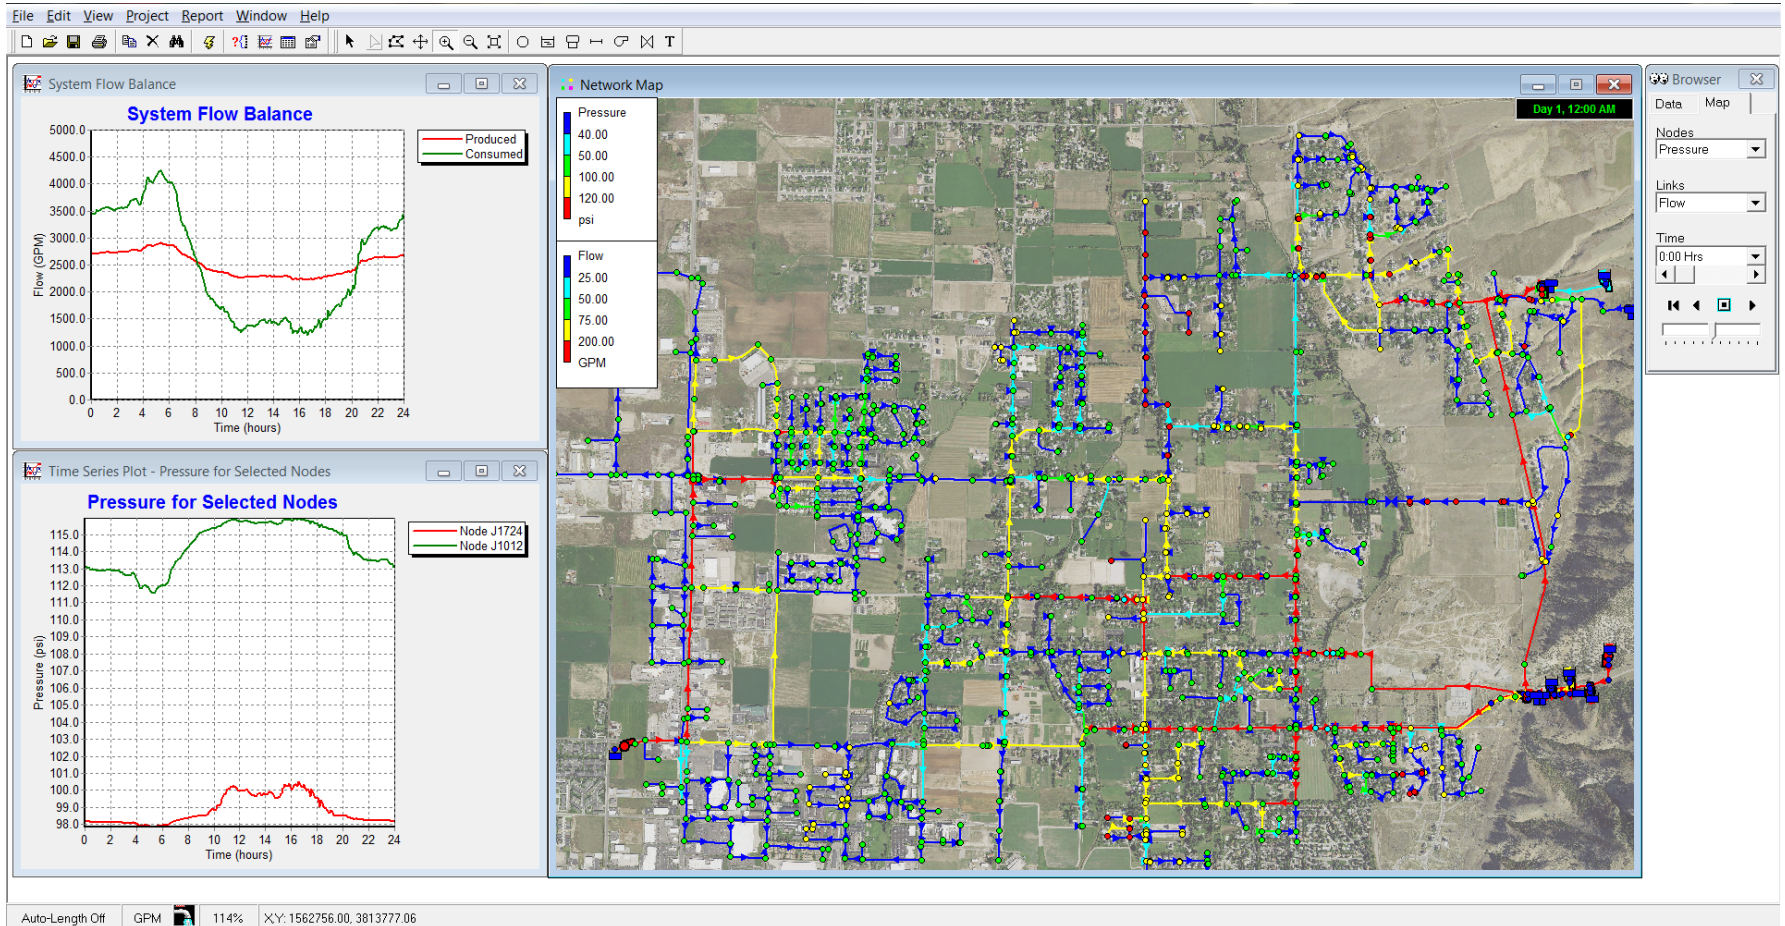 File Edit View Project Report Window Help
T
System Flow Balance
System Flow Balance
5000.0
4500.0
4000.0
3500.0
3000.0
2500.0
2000.0
1500.0
1000.0
500.0
0.0
Flow (GPM)
0 2 4 6 8 10 12 14 16 18 20 22 24
Time (hours)
Produced
Consumed
Time Series Plot - Pressure for Selected Nodes
Pressure for Selected Nodes
115.0
114.0
113.0
112.0
111.0
110.0
109.0
108.0
107.0
106.0
105.0
104.0
103.0
102.0
101.0
100.0
99.0
98.0
Pressure (psi)
0 2 4 6 8 10 12 14 16 18 20 22 24
Time (hours)
Node J1724
Node J1012
Network Map
Pressure
40.00
50.00
100.00
120.00
psi
Flow
25.00
50.00
75.00
200.00
GPM
Day 1, 12:00 AM
Browser
Data Map
Nodes
Pressure
Links
Flow
Time
0:00 Hrs
Auto-Length Off GPM 114% X,Y: 1562756.00, 3813777.06